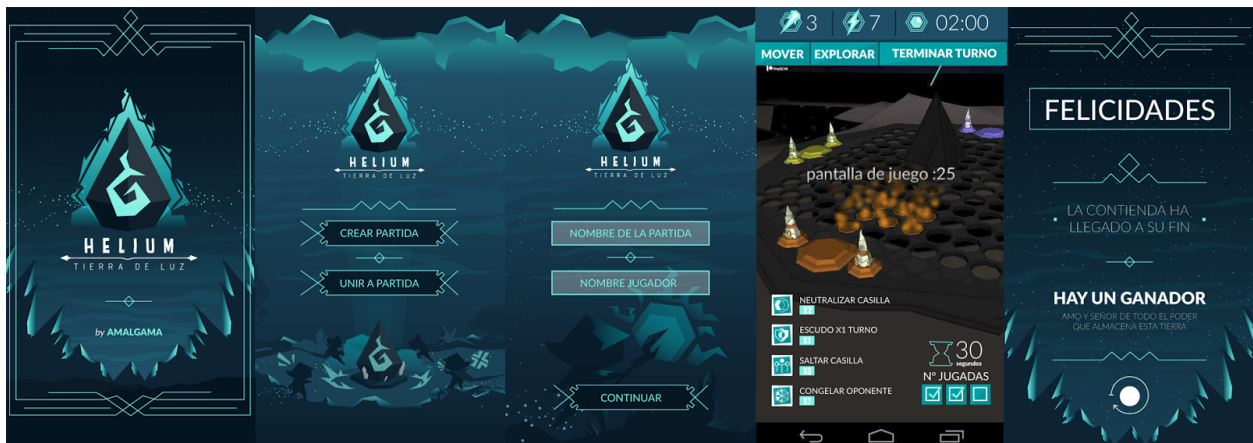 HELIUM
TIERRA DE LUZ
by AMALGAMA
HELIUM
TIERRA DE LUZ
CREAR PARTIDA
UNIR A PARTIDA
HELIUM
TIERRA DE LUZ
NOMBRE DE LA PARTIDA
NOMBRE JUGADOR
CONTINUAR
3 7 02:00
MOVER EXPLORAR TERMINAR TURNO
pantalla de juego :25
NEUTRALIZAR CASILLA
X3
ESCUDO X1 TURNO
SALTAR CASILLA
X0
CONGELAR OPONENTE
X1
30
segundos
Nº JUGADAS
FELICIDADES
LA CONTIENDA HA
LLEGADO A SU FIN
HAY UN GANADOR
AMO Y SEÑOR DE TODO EL PODER
QUE ALMACENA ESTA TIERRA